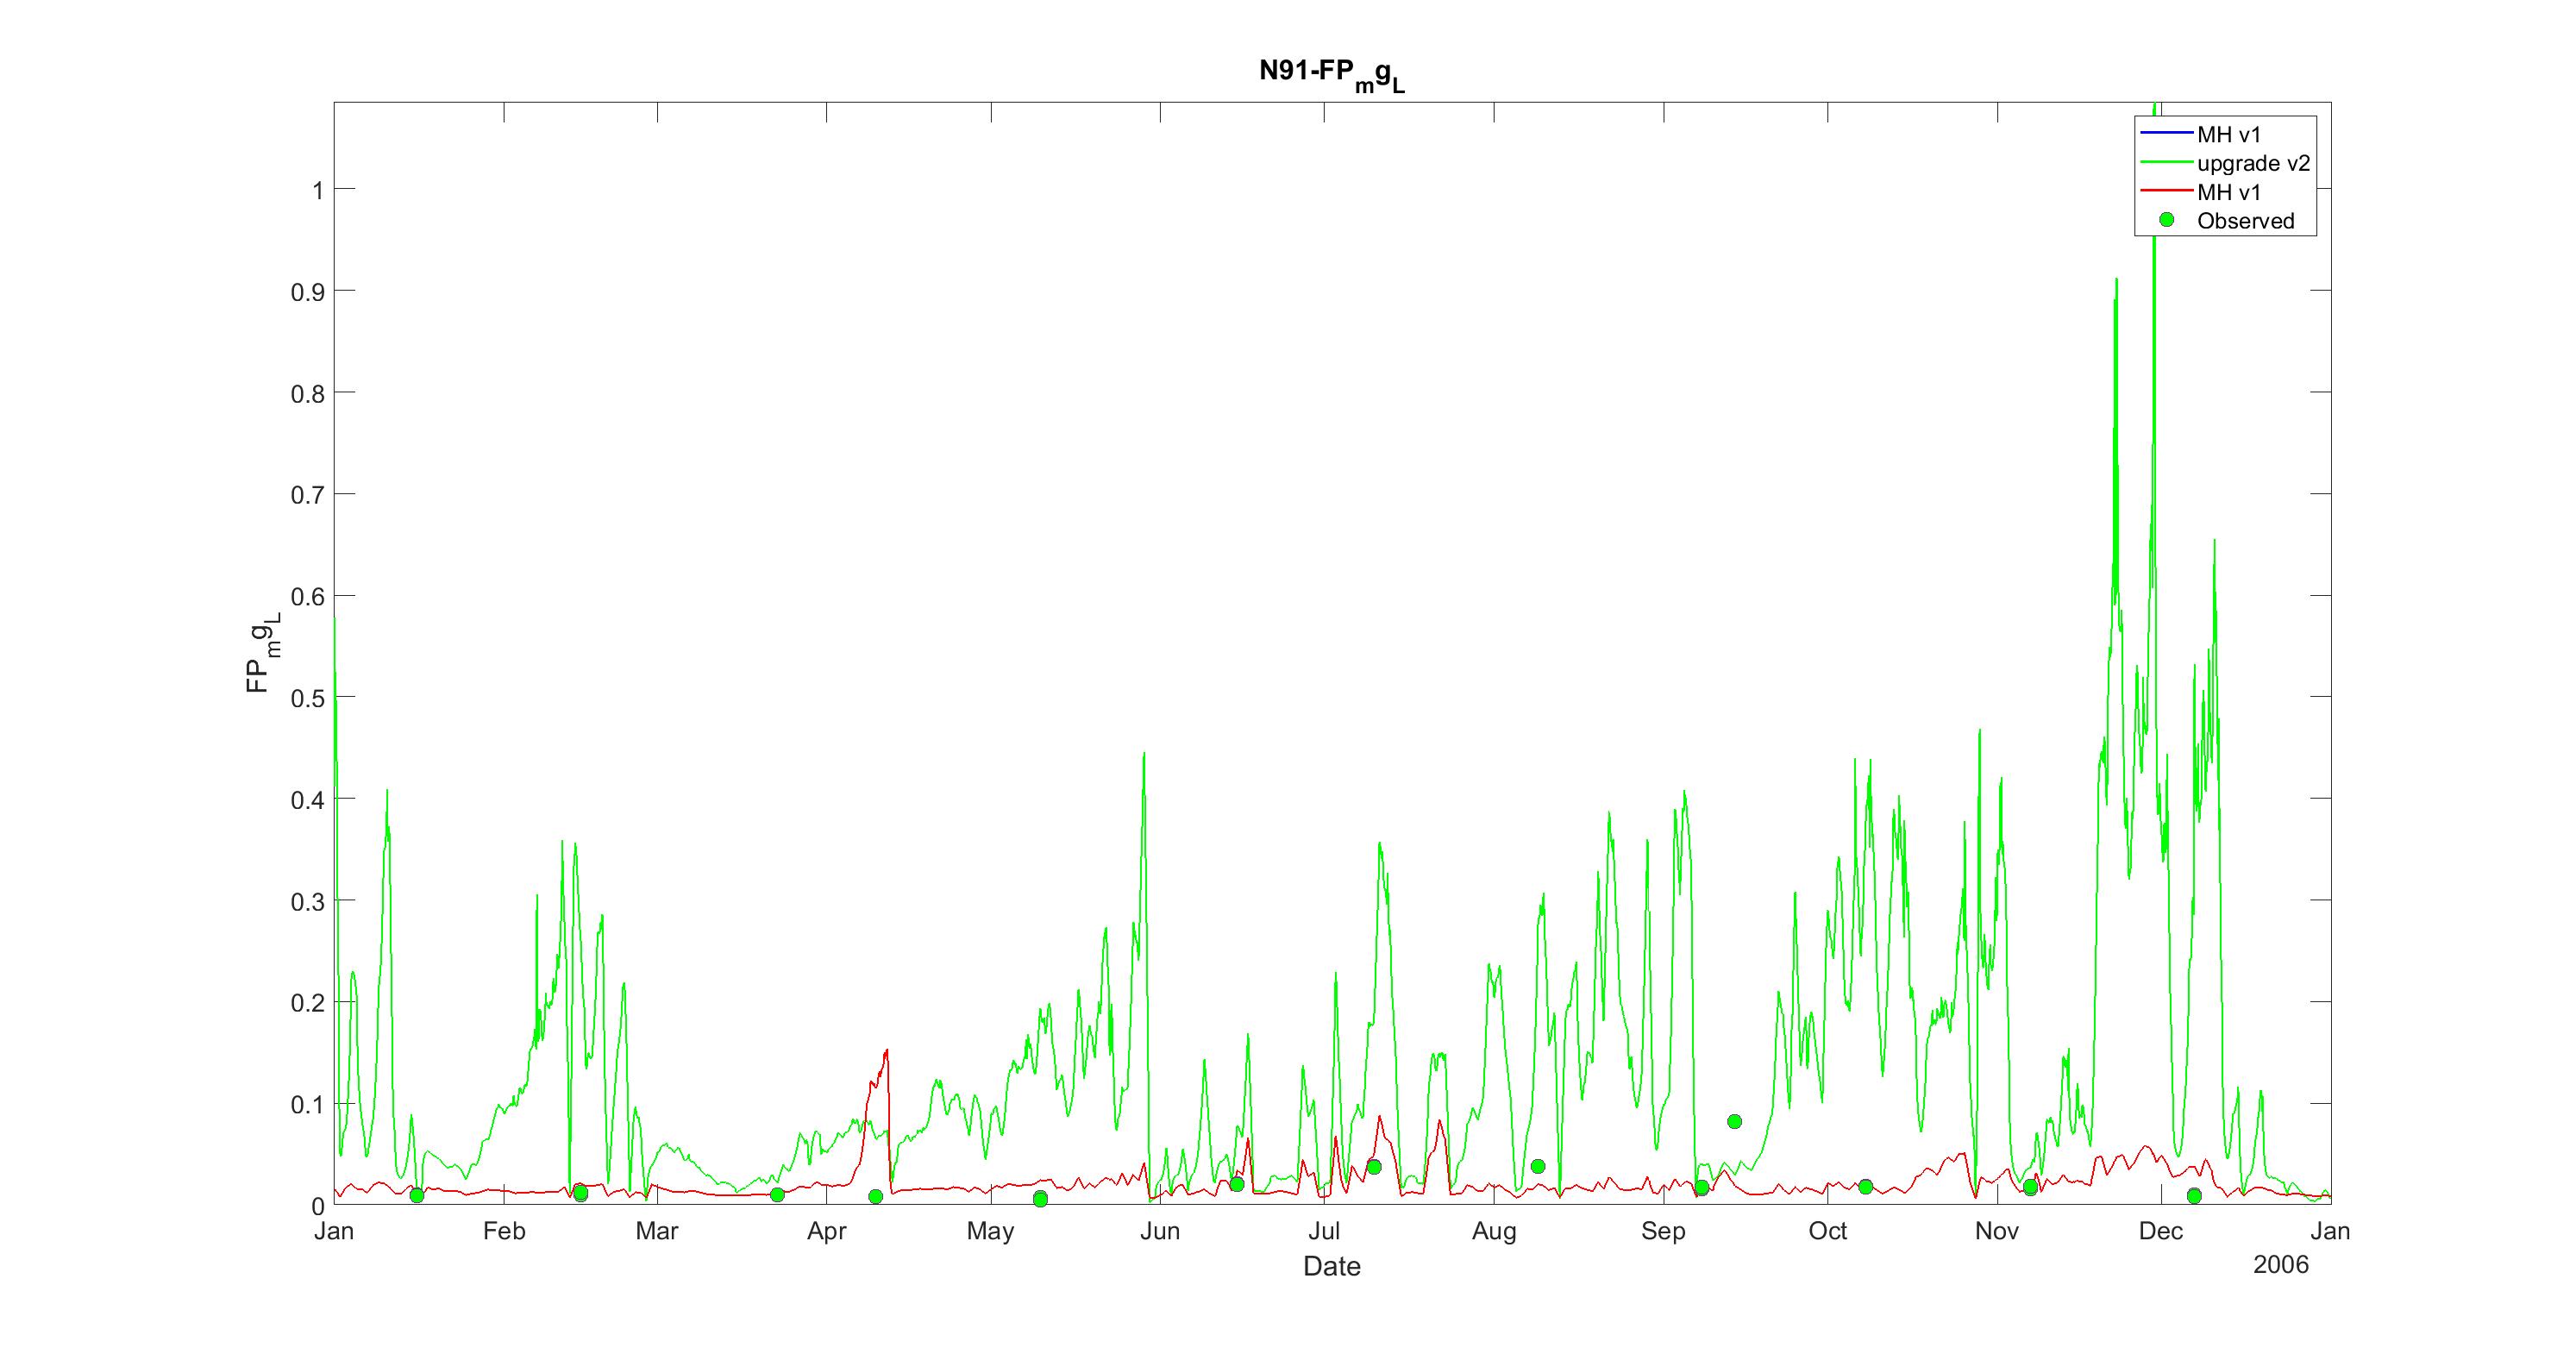 N91-FPmgL
MH v1
upgrade v2
MH v1
Observed
1
0.9
0.8
0.7
0.6
0.5
0.4
0.3
0.2
0.1
0
FPmgL
Jan Feb Mar Apr May Jun Jul Aug Sep Oct Nov Dec Jan
Date
2006